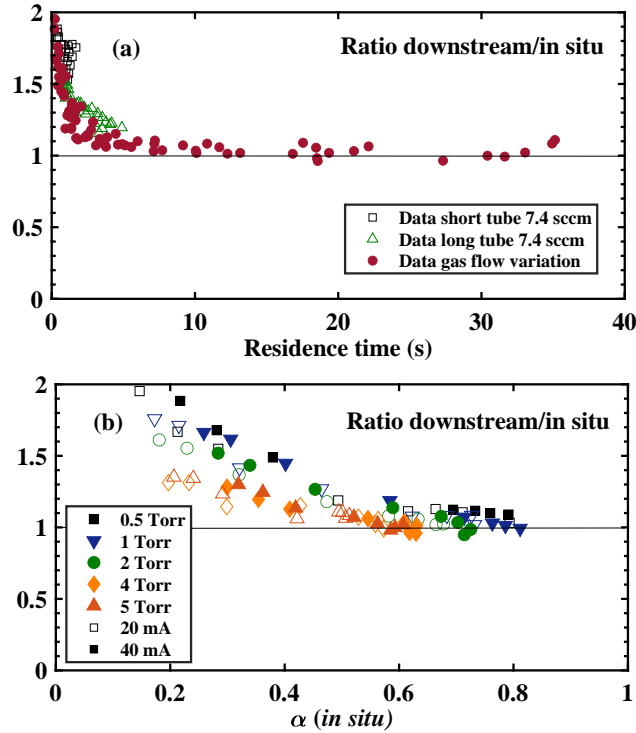 2
(a)
Ratio downstream/in situ
1.5
1
Data short tube 7.4 sccm
Data long tube 7.4 sccm
Data gas flow variation
0.5
0
0
10
20
30
40
Residence time (s)
2
(b)
Ratio downstream/in situ
1.5
1
0.5 Torr
1 Torr
2 Torr
4 Torr
5 Torr
20 mA
40 mA
0.5
0
0
0.2
0.4
0.6
0.8
1
α (in situ)